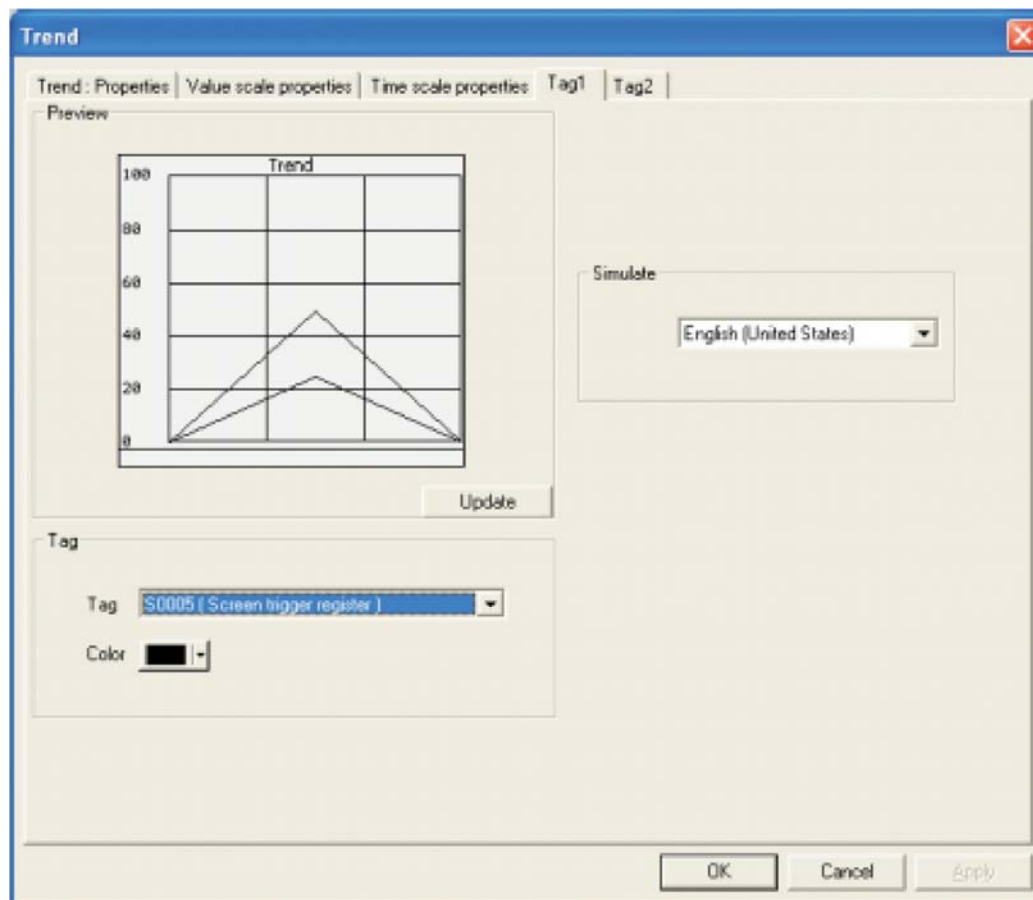 Trend
Trend : Properties
Value scale properties
Time scale properties
Tag1
Tag2
Preview
Trend
100
80
60
40
20
0
Update
Simulate
English (United States)
Tag
Tag
S0005 ( Screen trigger register )
Color
OK
Cancel
Apply